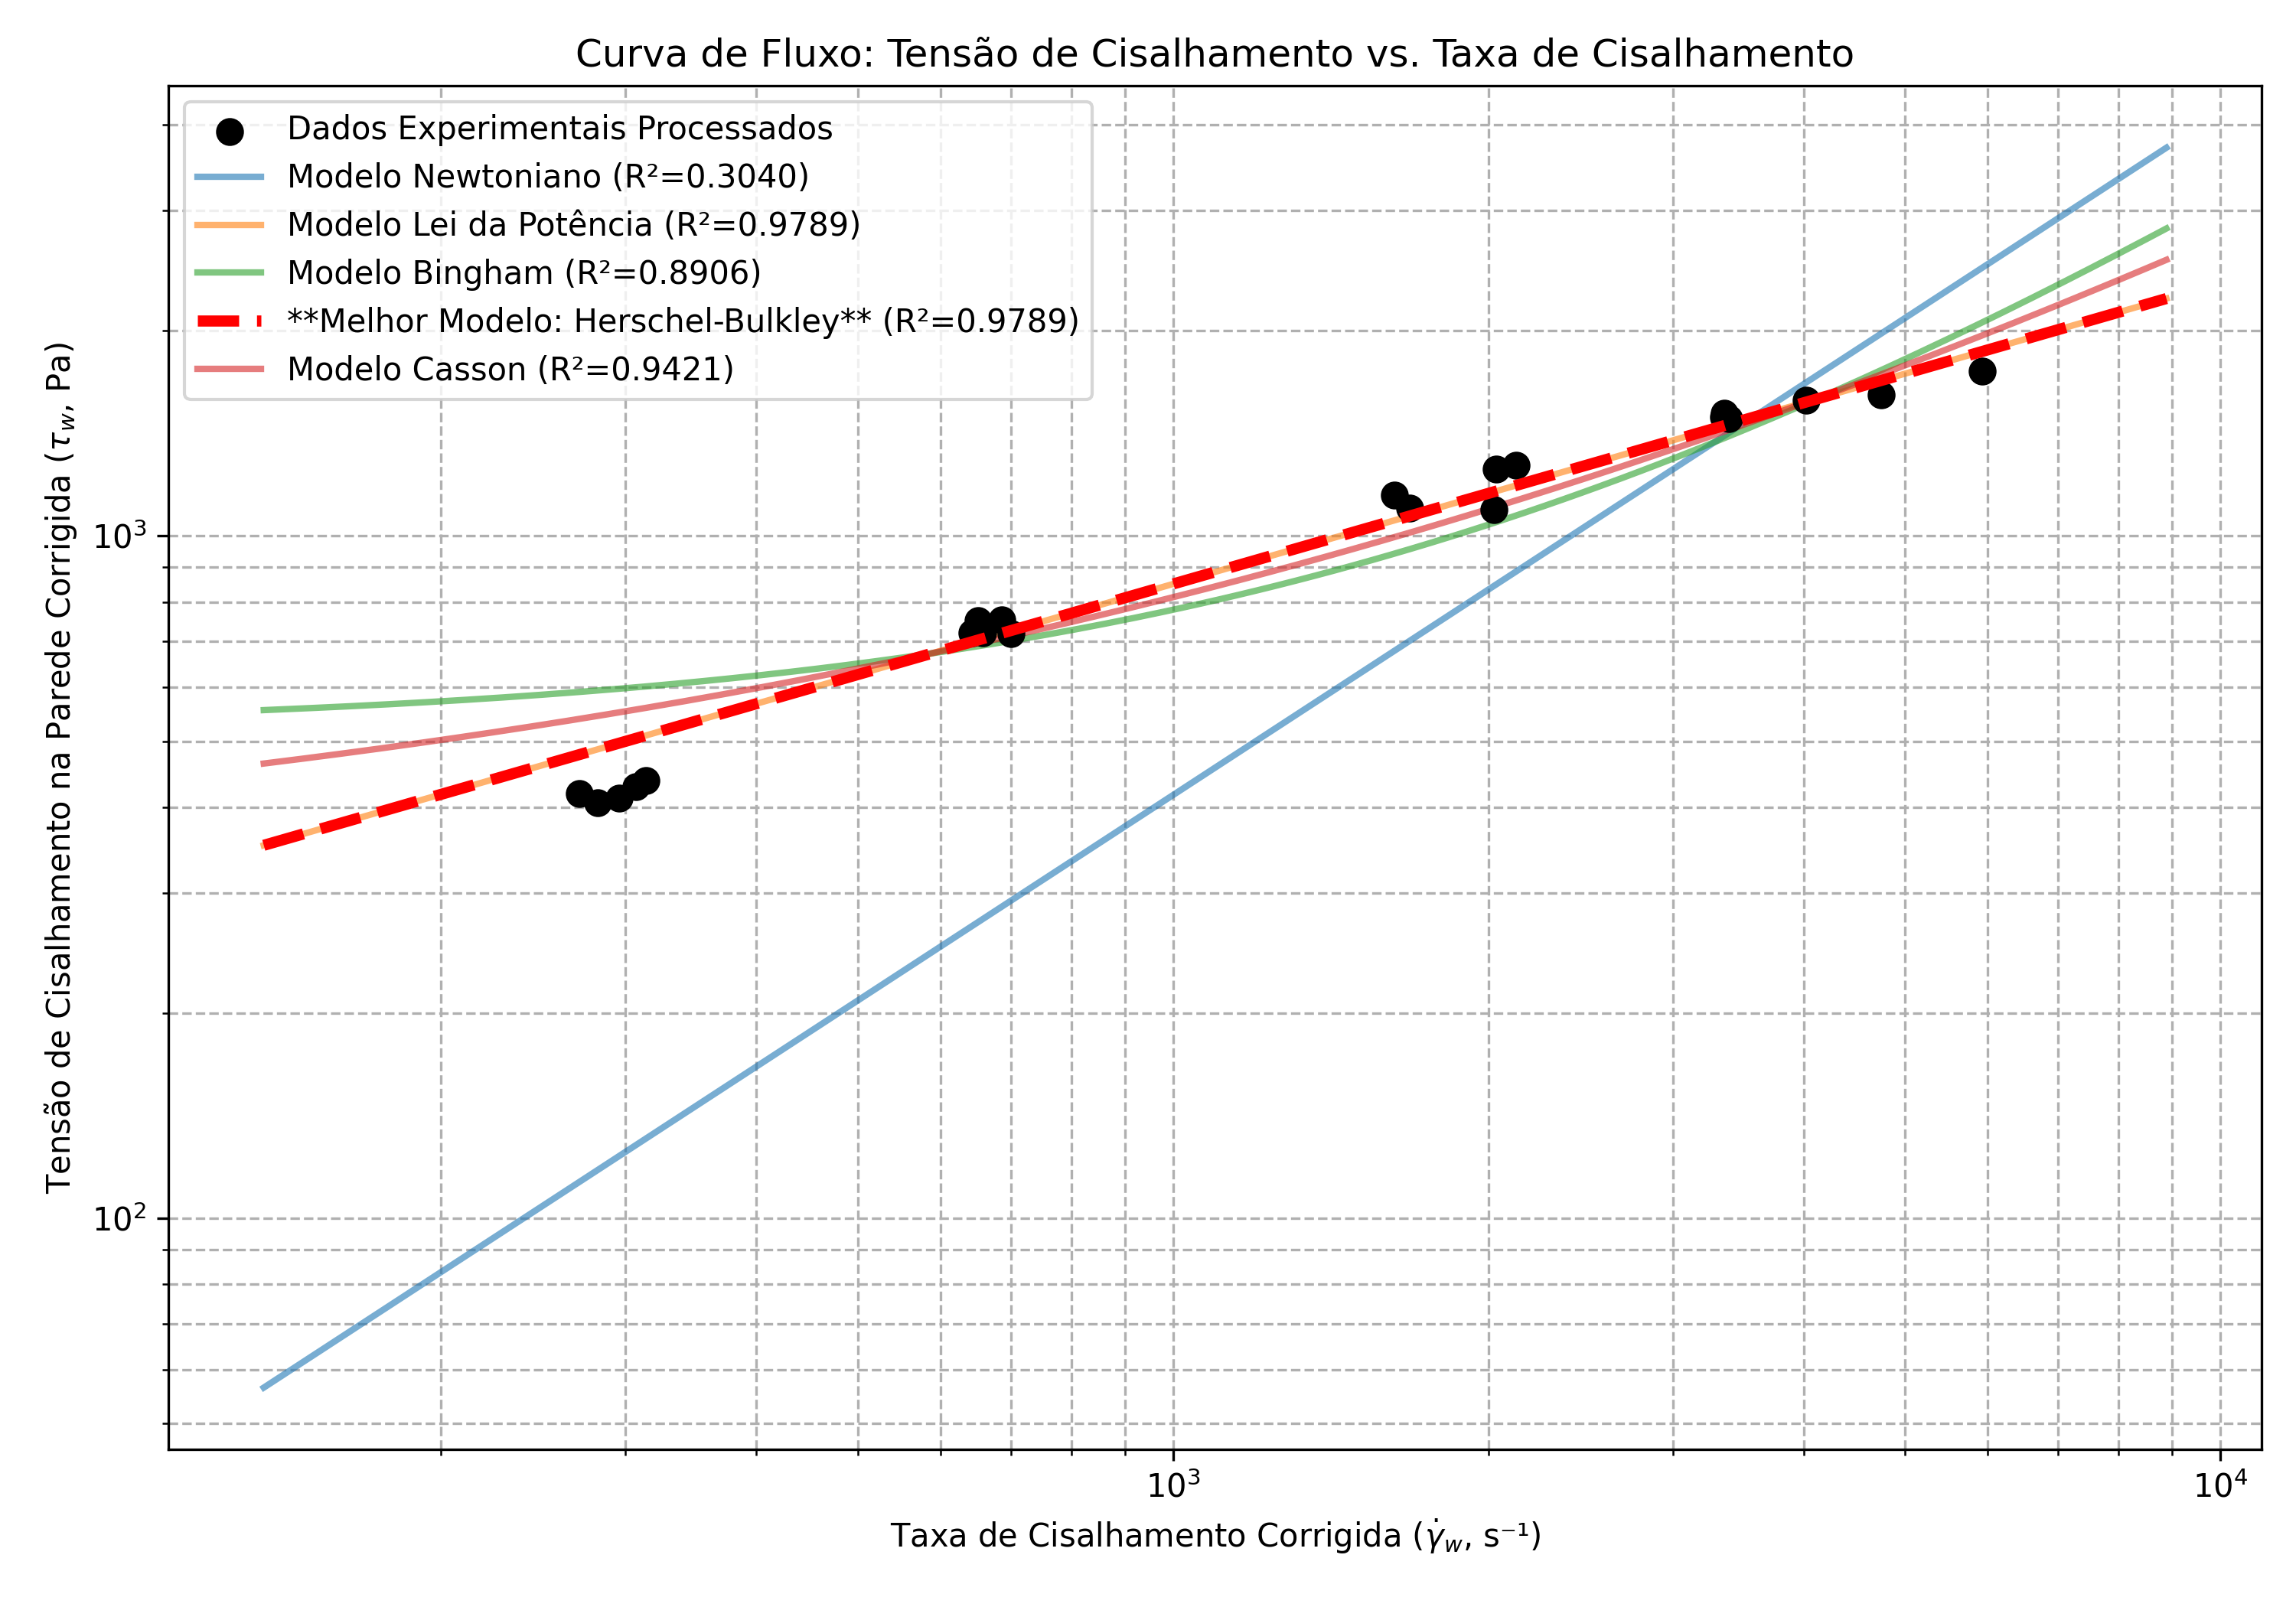 Curva de Fluxo: Tensão de Cisalhamento vs. Taxa de Cisalhamento
Dados Experimentais Processados
Modelo Newtoniano (R²=0.3040)
Modelo Lei da Potência (R²=0.9789)
Modelo Bingham (R²=0.8906)
**Melhor Modelo: Herschel-Bulkley** (R²=0.9789)
Modelo Casson (R²=0.9421)
Tensão de Cisalhamento na Parede Corrigida (τ_w, Pa)
10³
10²
10³
10⁴
Taxa de Cisalhamento Corrigida (γ̇_w, s⁻¹)